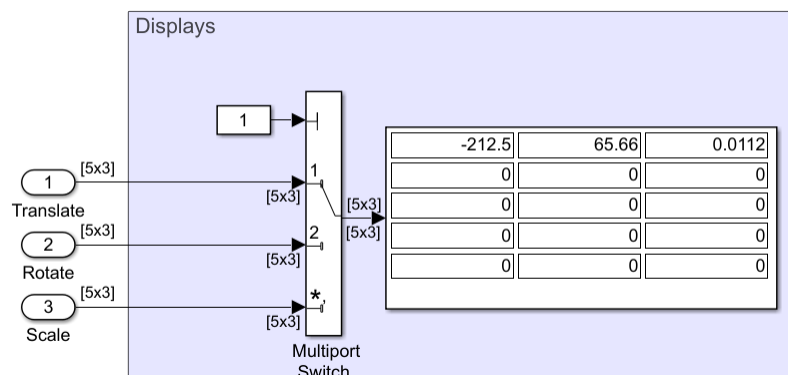 Displays
1
[5x3]
1
1
[5x3]
Translate
[5x3]
[5x3]
-212.5 65.66 0.0112
0 0 0
0 0 0
0 0 0
0 0 0
[5x3]
2
2
[5x3]
Rotate
[5x3]
3
*,
[5x3]
Scale
Multiport
Switch